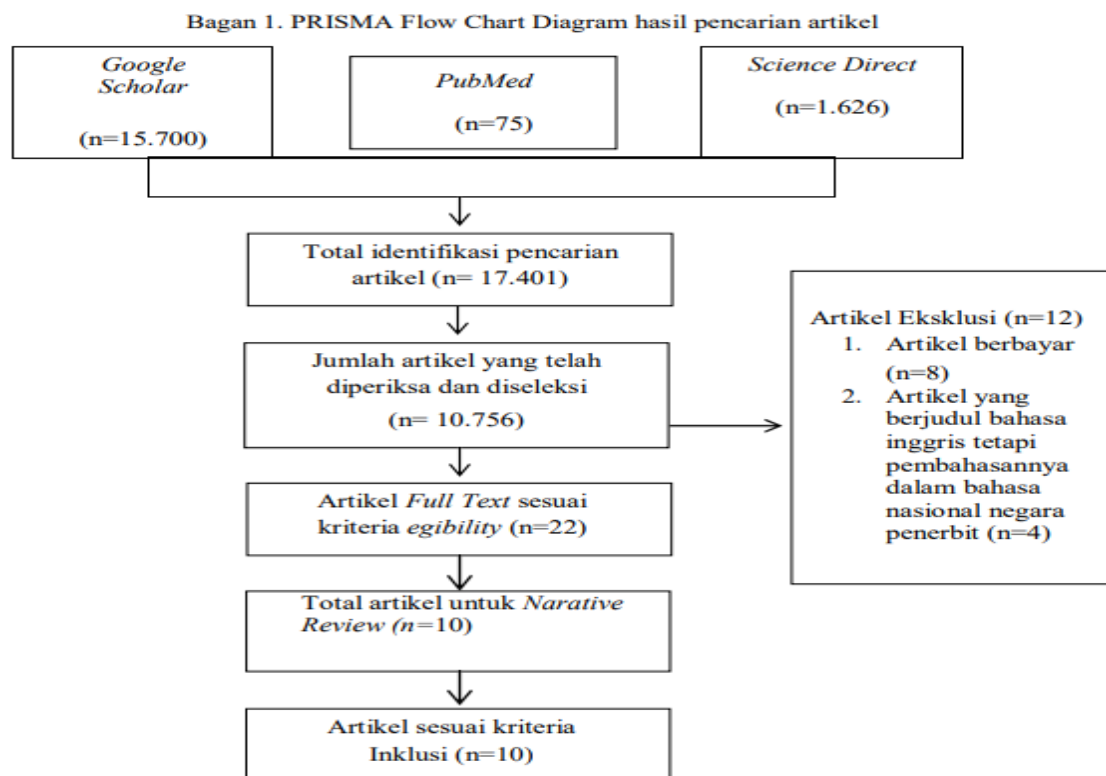 Bagan 1. PRISMA Flow Chart Diagram hasil pencarian artikel
Google
Scholar
(n=15.700)
PubMed
(n=75)
Science Direct
(n=1.626)
Total identifikasi pencarian
artikel (n= 17.401)
Jumlah artikel yang telah
diperiksa dan diseleksi
(n= 10.756)
Artikel Eksklusi (n=12)
1. Artikel berbayar
(n=8)
2. Artikel yang
berjudul bahasa
inggris tetapi
pembahasannya
dalam bahasa
nasional negara
penerbit (n=4)
Artikel Full Text sesuai
kriteria egibility (n=22)
Total artikel untuk Narative
Review (n=10)
Artikel sesuai kriteria
Inklusi (n=10)